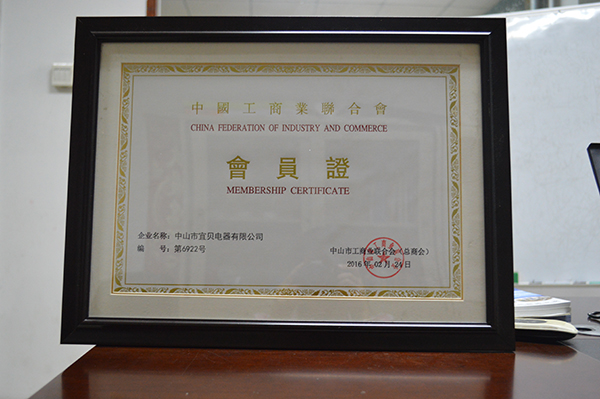 中國工商業聯合會
CHINA FEDERATION OF INDUSTRY AND COMMERCE
會員證
MEMBERSHIP CERTIFICATE
企业名称：中山市宜贝电器有限公司
编　号：第6922号
中山市工商业联合会（总商会）
2016年02月24日